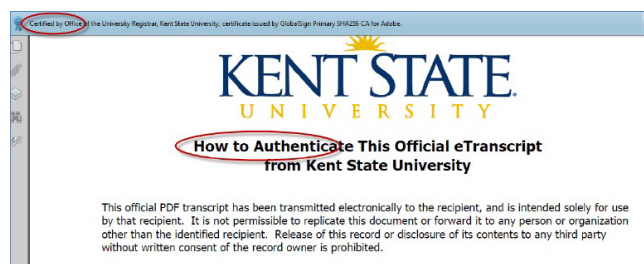 Certified by Office of the University Registrar, Kent State University, certificate issued by GlobalSign Primary SHA256 CA for Adobe.
KENT STATE
UNIVERSITY
How to Authenticate This Official eTranscript
from Kent State University
This official PDF transcript has been transmitted electronically to the recipient, and is intended solely for use
by that recipient. It is not permissible to replicate this document or forward it to any person or organization
other than the identified recipient. Release of this record or disclosure of its contents to any third party
without written consent of the record owner is prohibited.